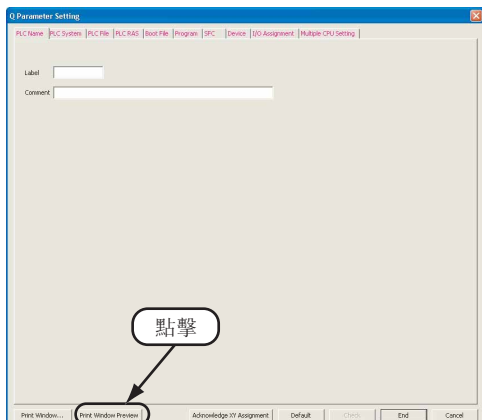 Q Parameter Setting
PLC Name PLC System PLC File PLC RAS Boot File Program SFC Device I/O Assignment Multiple CPU Setting
Label
Comment
點擊
Print Window... Print Window Preview Acknowledge XY Assignment Default Check End Cancel